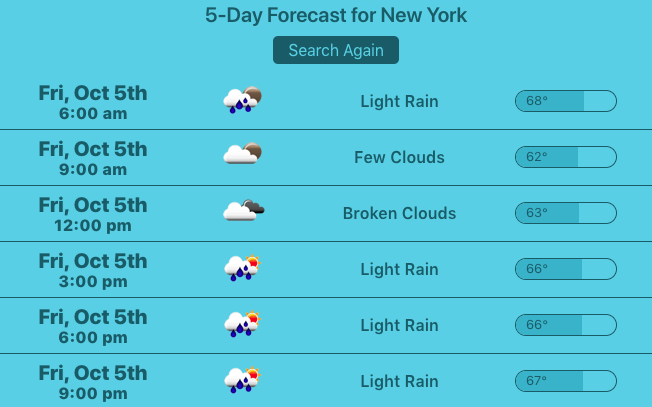 5-Day Forecast for New York
Search Again
Fri, Oct 5th
6:00 am
Light Rain
68°
Fri, Oct 5th
9:00 am
Few Clouds
62°
Fri, Oct 5th
12:00 pm
Broken Clouds
63°
Fri, Oct 5th
3:00 pm
Light Rain
66°
Fri, Oct 5th
6:00 pm
Light Rain
66°
Fri, Oct 5th
9:00 pm
Light Rain
67°